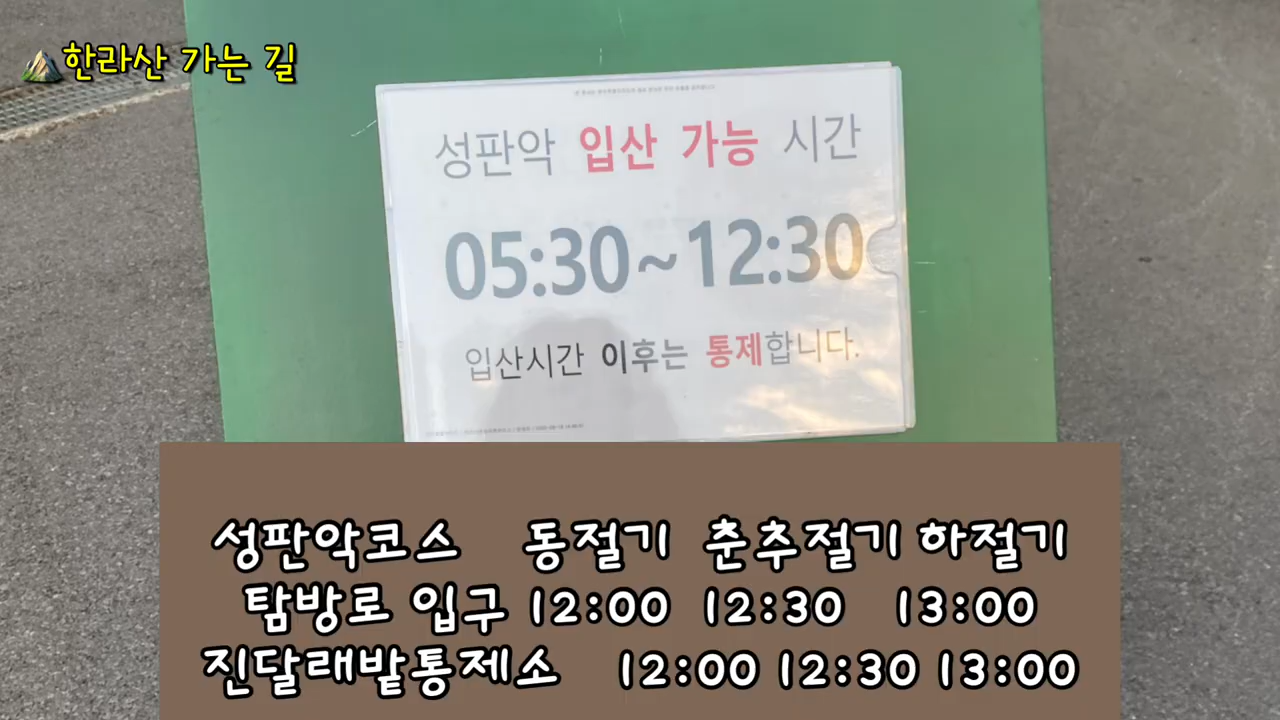 한라산 가는 길
성판악 입산 가능 시간
05:30~12:30
입산시간 이후는 통제합니다.
성판악코스 동절기 춘추절기 하절기
탐방로 입구 12:00 12:30 13:00
진달래밭통제소 12:00 12:30 13:00